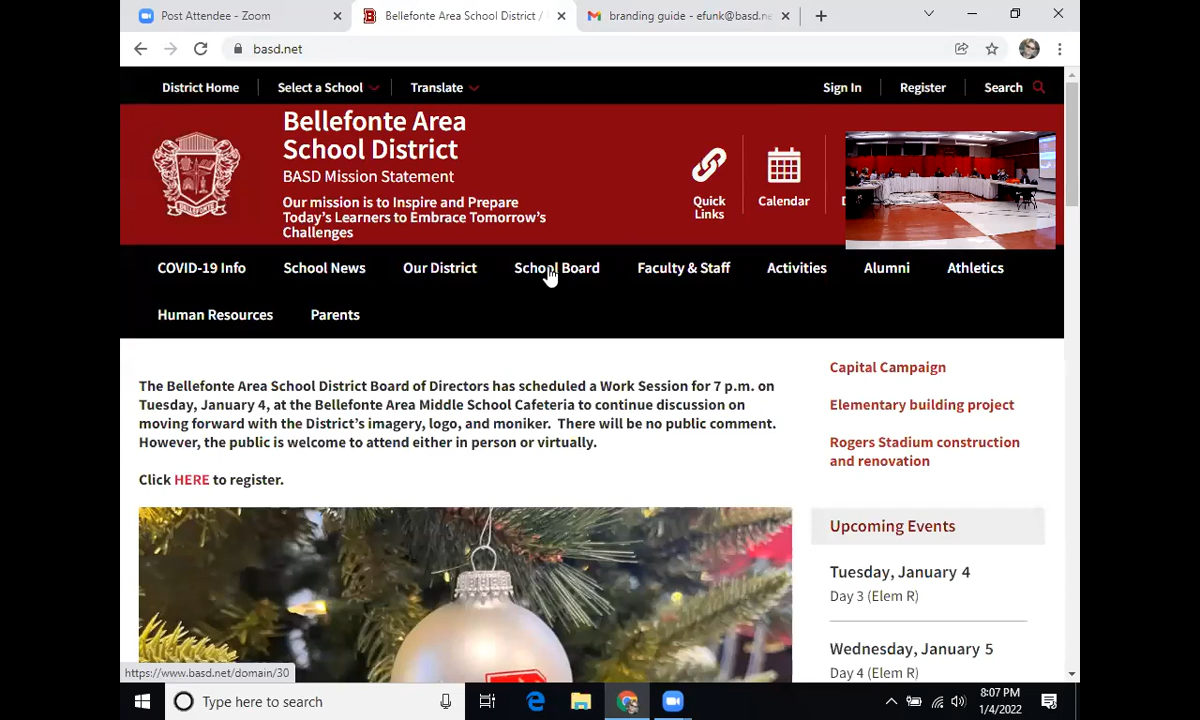 Post Attendee - Zoom
Bellefonte Area School District /
branding guide - efunk@basd.ne
basd.net
District Home
Select a School
Translate
Sign In
Register
Search
Bellefonte Area
School District
BASD Mission Statement
Our mission is to Inspire and Prepare
Today's Learners to Embrace Tomorrow's
Challenges
BELLEFONTE
Quick
Links
Calendar
COVID-19 Info
School News
Our District
School Board
Faculty & Staff
Activities
Alumni
Athletics
Human Resources
Parents
The Bellefonte Area School District Board of Directors has scheduled a Work Session for 7 p.m. on
Tuesday, January 4, at the Bellefonte Area Middle School Cafeteria to continue discussion on
moving forward with the District's imagery, logo, and moniker.  There will be no public comment.
However, the public is welcome to attend either in person or virtually.
Click HERE to register.
Capital Campaign
Elementary building project
Rogers Stadium construction
and renovation
Upcoming Events
Tuesday, January 4
Day 3 (Elem R)
Wednesday, January 5
Day 4 (Elem R)
https://www.basd.net/domain/30
Type here to search
8:07 PM
1/4/2022